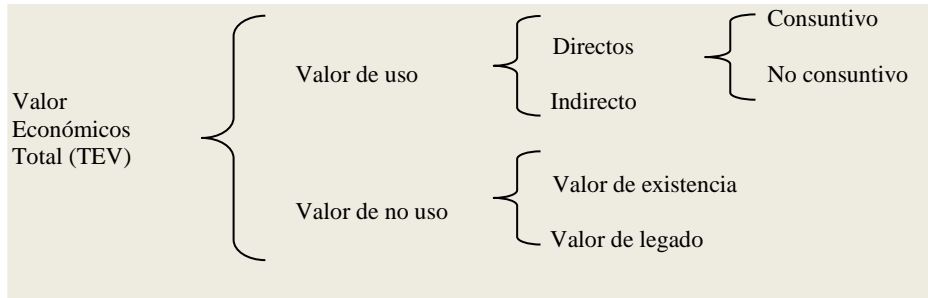 Valor
Económicos
Total (TEV)
Valor de uso
Directos
Consuntivo
No consuntivo
Indirecto
Valor de no uso
Valor de existencia
Valor de legado